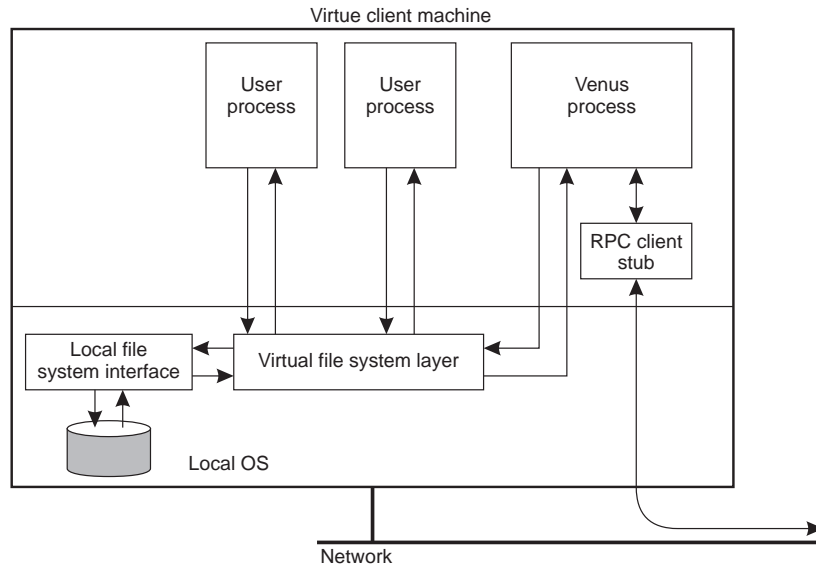 Virtue client machine
User
process
User
process
Venus
process
RPC client
stub
Local file
system interface
Virtual file system layer
Local OS
Network